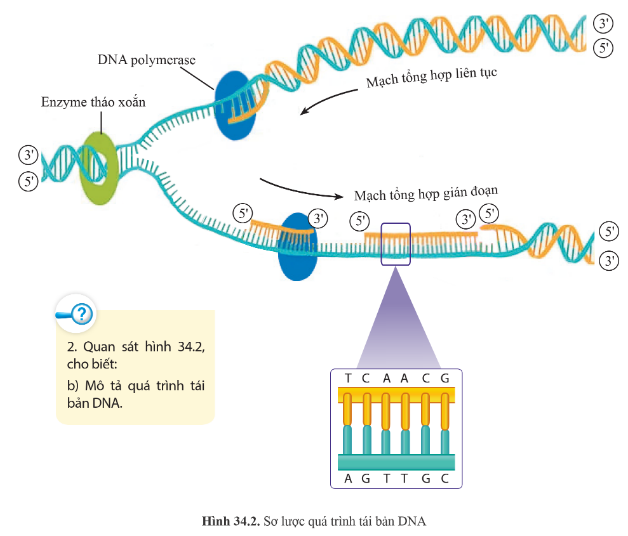 3'
5'
DNA polymerase
Mạch tổng hợp liên tục
Enzyme tháo xoắn
3'
5'
Mạch tổng hợp gián đoạn
5'
3'
5'
3'
5'
5'
3'
?
2. Quan sát hình 34.2,
cho biết:
b) Mô tả quá trình tái
bản DNA.
T C A A C G
A G T T G C
Hình 34.2. Sơ lược quá trình tái bản DNA